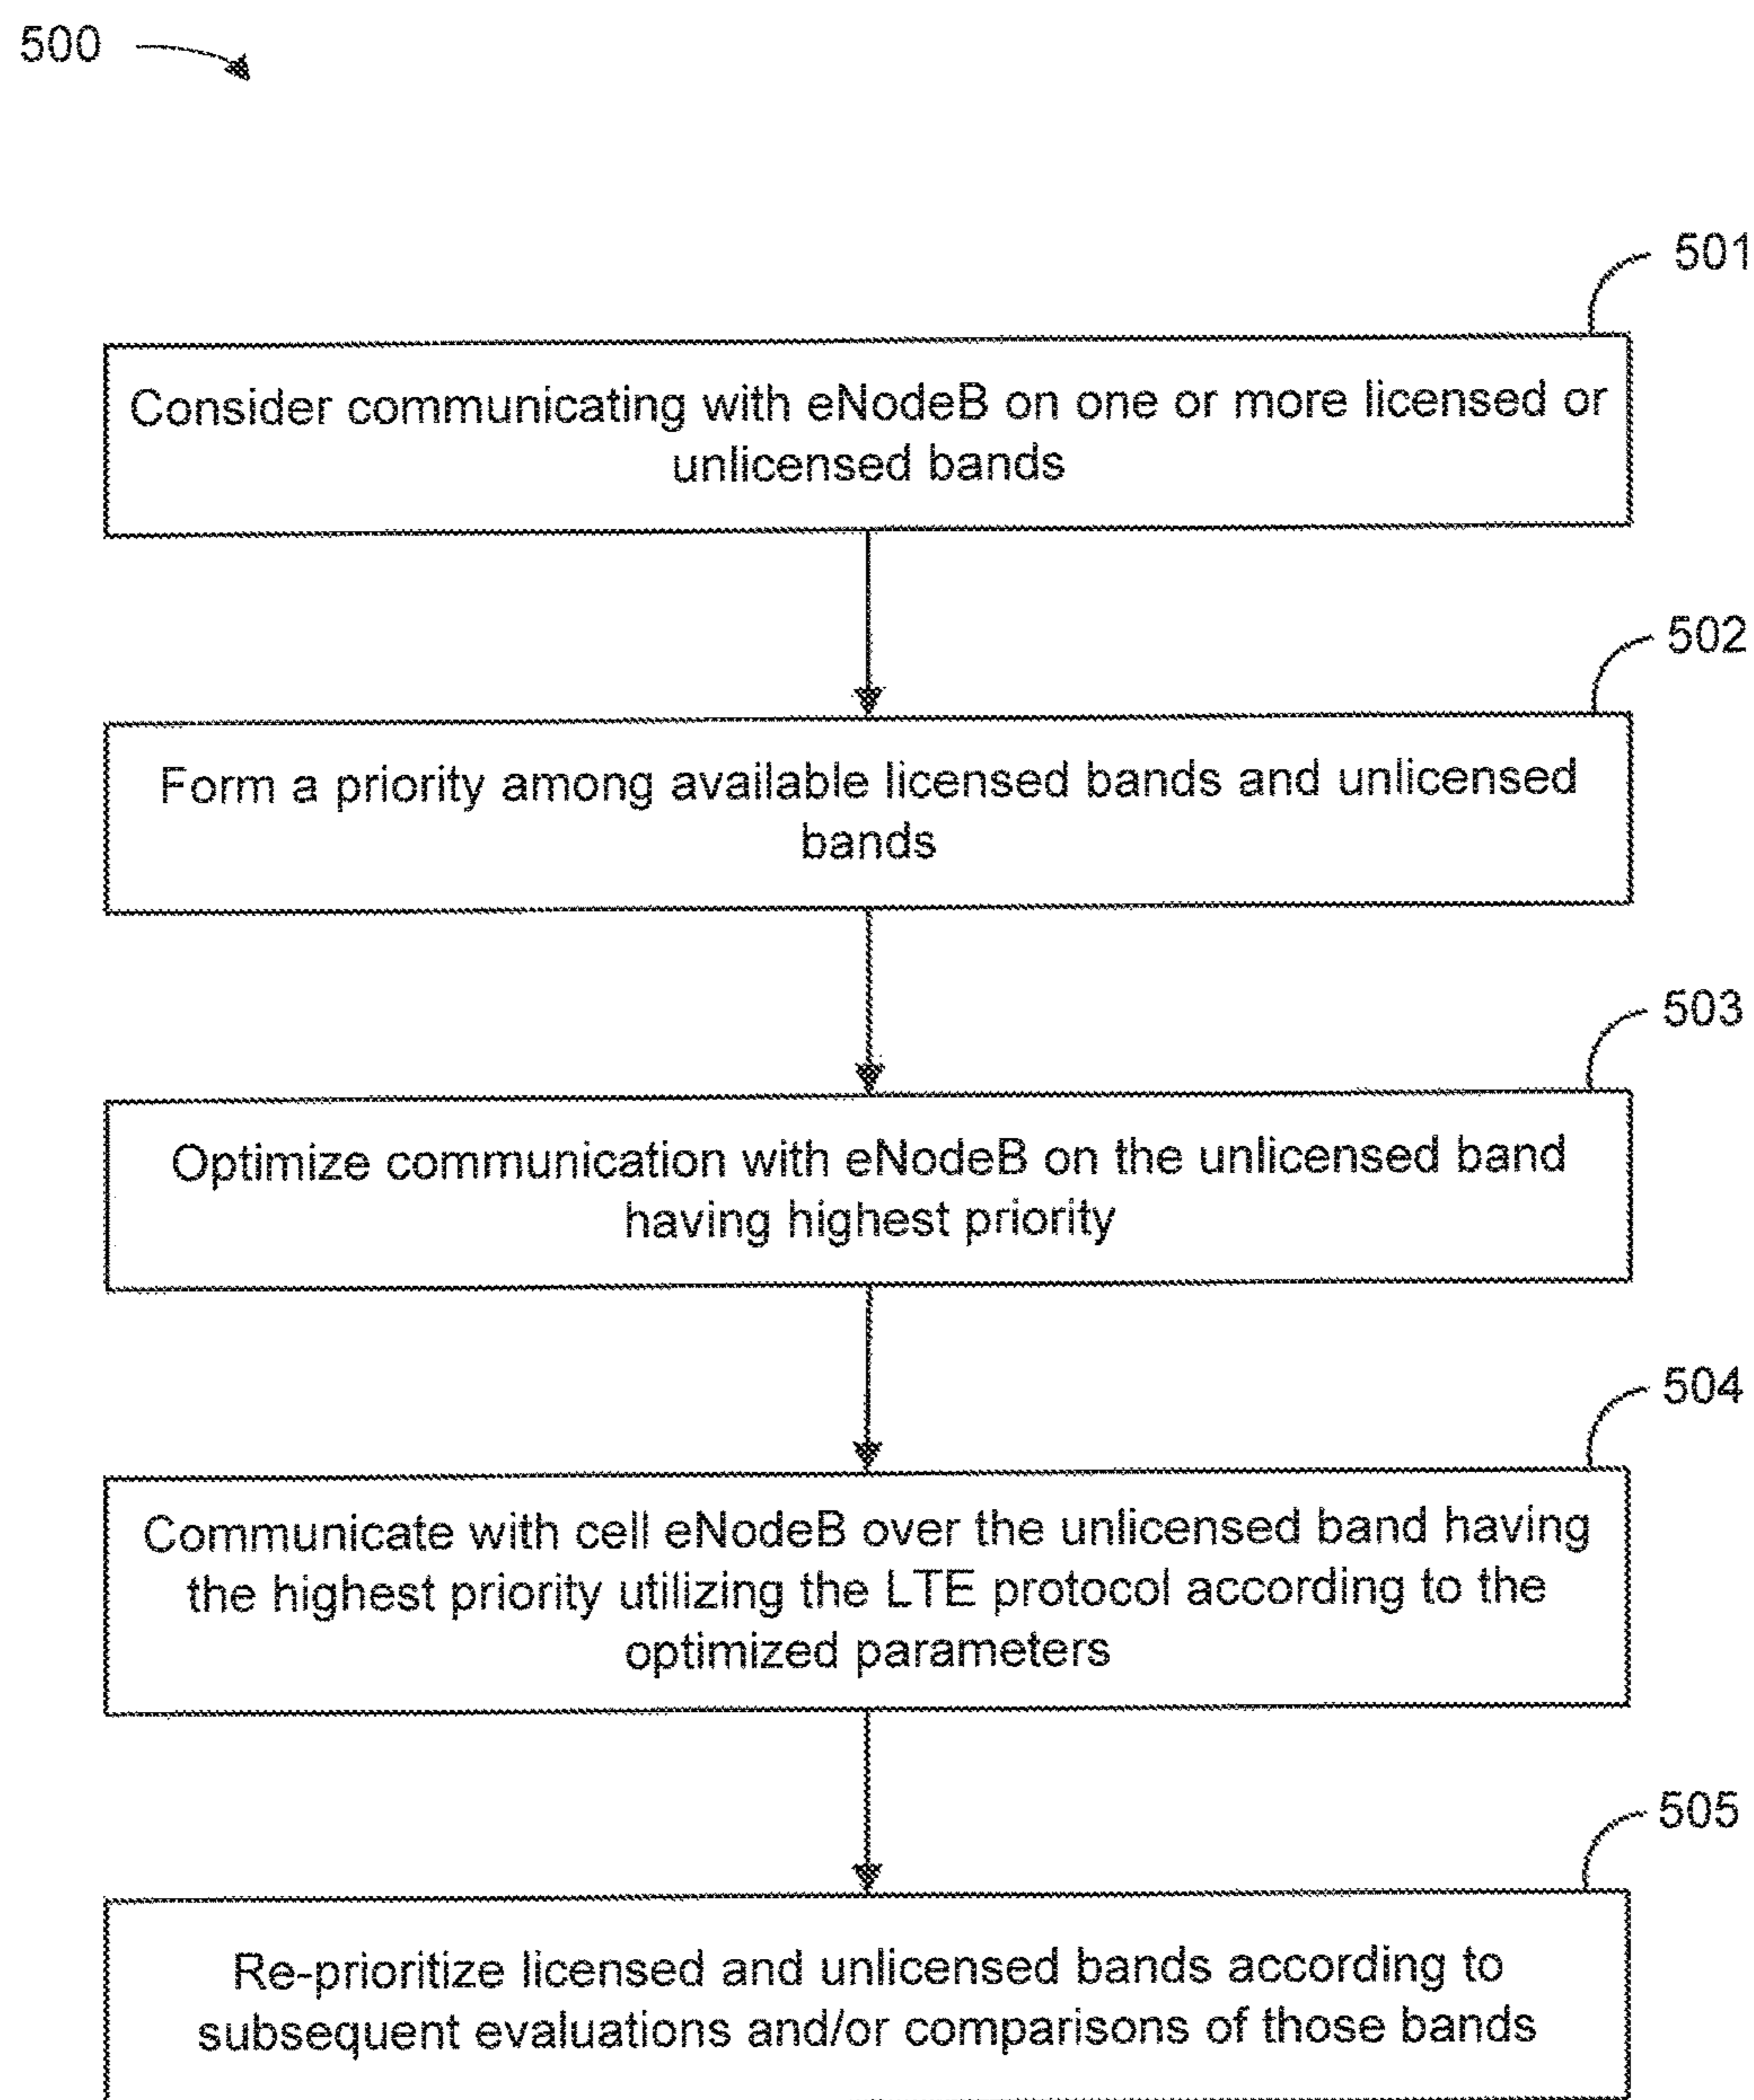 500
501
Consider communicating with eNodeB on one or more licensed or
unlicensed bands
502
Form a priority among available licensed bands and unlicensed
bands
503
Optimize communication with eNodeB on the unlicensed band
having highest priority
504
Communicate with cell eNodeB over the unlicensed band having
the highest priority utilizing the LTE protocol according to the
optimized parameters
505
Re-prioritize licensed and unlicensed bands according to
subsequent evaluations and/or comparisons of those bands